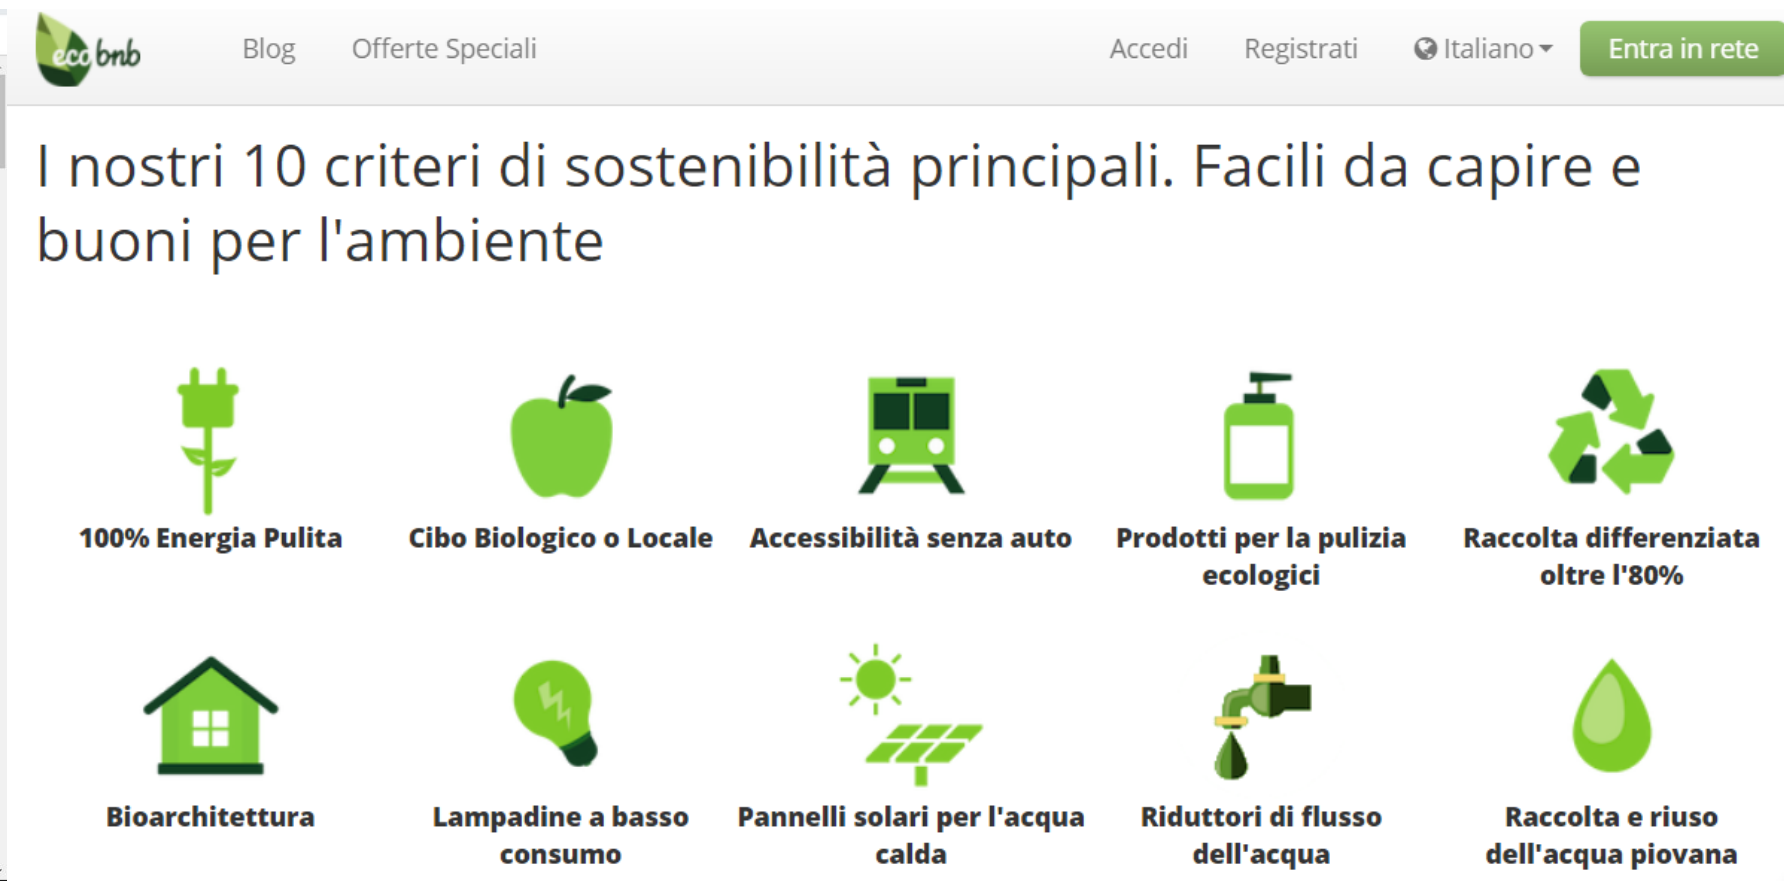 ecobnb
Blog
Offerte Speciali
Accedi
Registrati
Italiano
Entra in rete
I nostri 10 criteri di sostenibilità principali. Facili da capire e
buoni per l'ambiente
100% Energia Pulita
Cibo Biologico o Locale
Accessibilità senza auto
Prodotti per la pulizia
ecologici
Raccolta differenziata
oltre l'80%
Bioarchitettura
Lampadine a basso
consumo
Pannelli solari per l'acqua
calda
Riduttori di flusso
dell'acqua
Raccolta e riuso
dell'acqua piovana